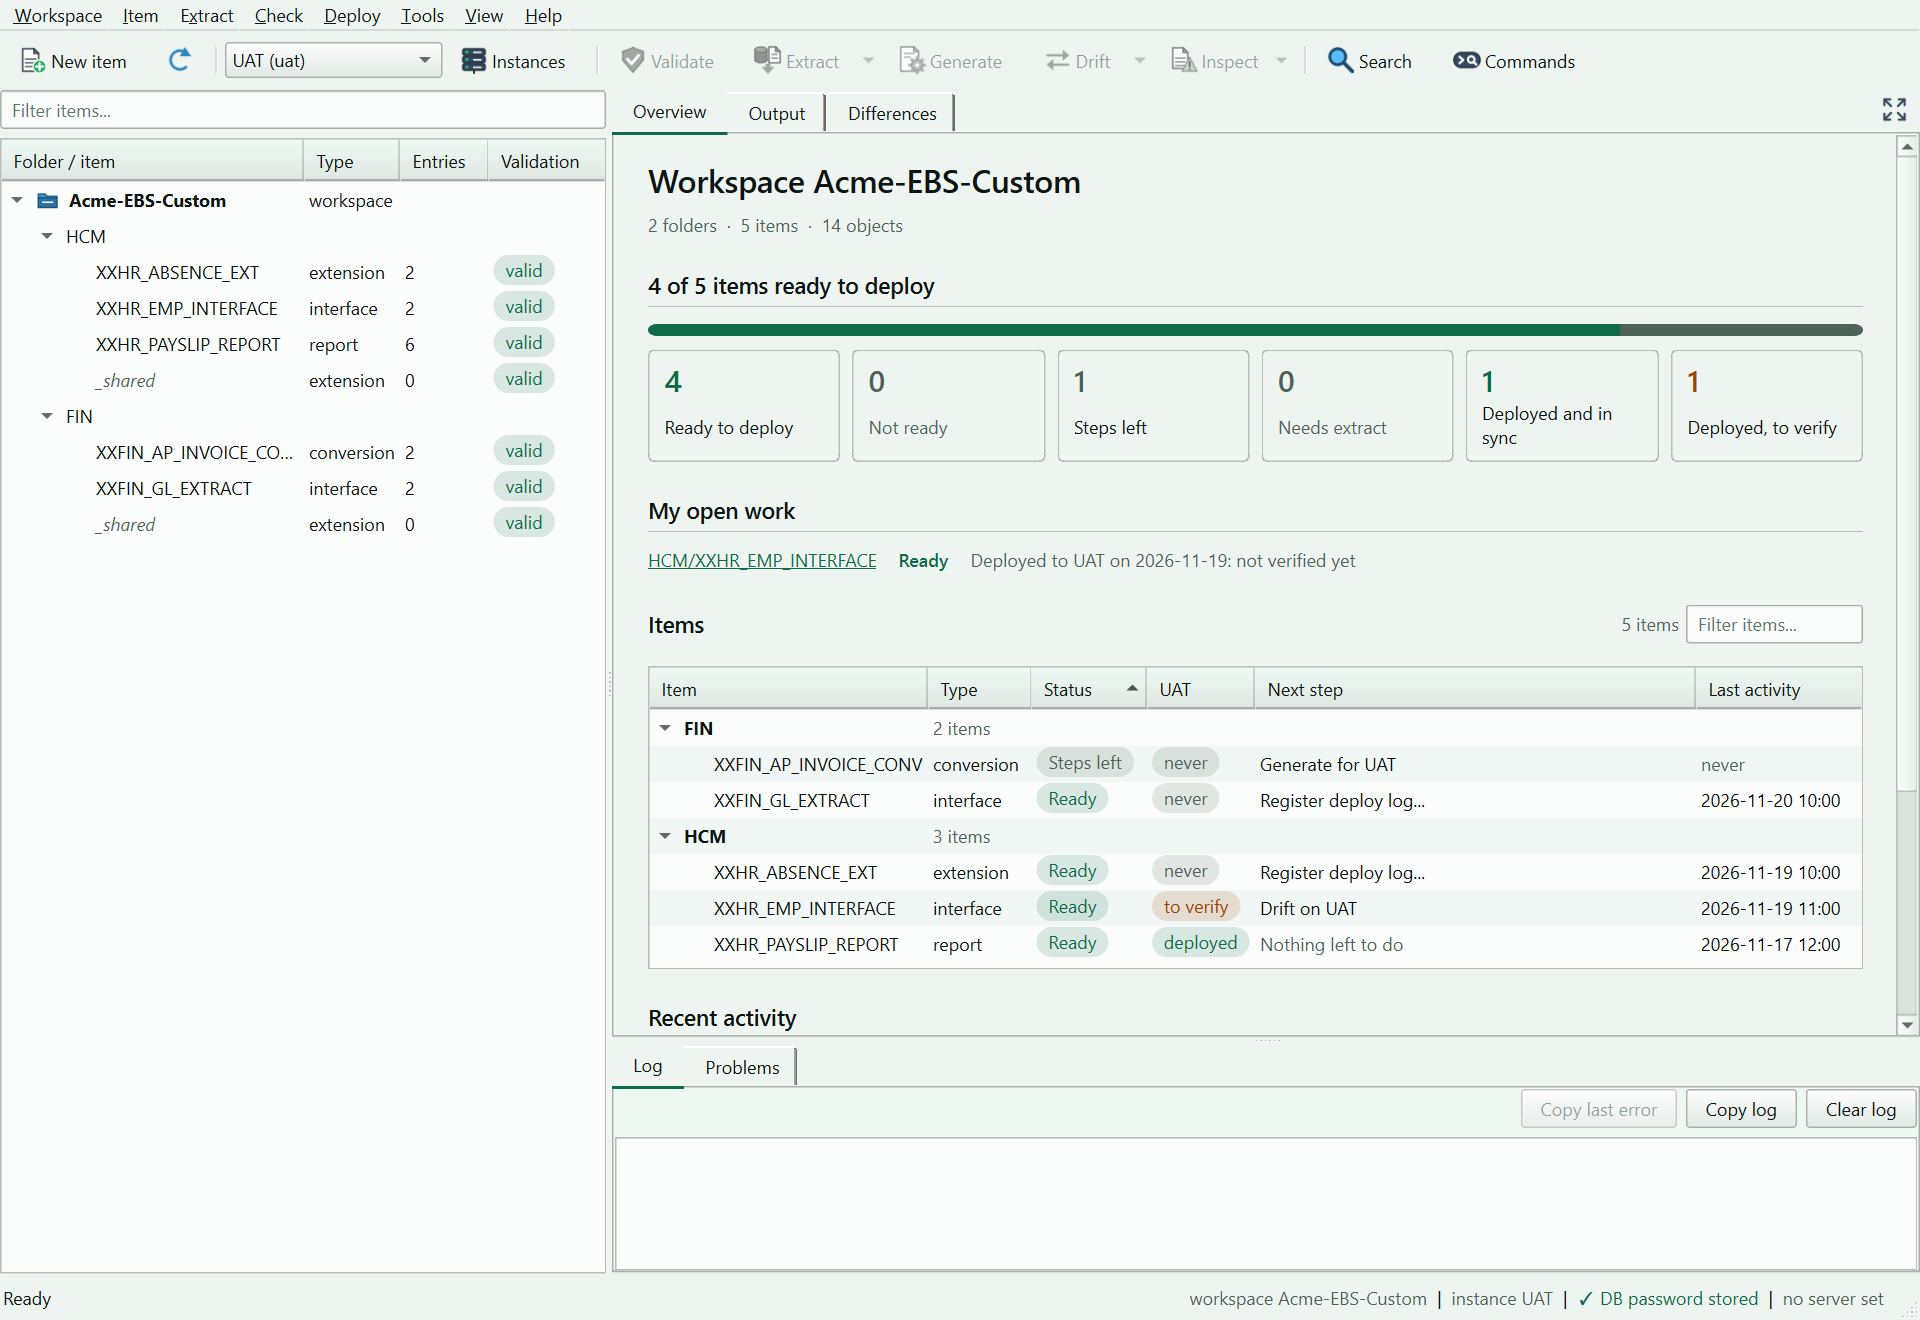 Workspace Item Extract Check Deploy Tools View Help
New item UAT (uat) Instances Validate Extract Generate Drift Inspect Search Commands
Filter items...
Overview Output Differences
Folder / item Type Entries Validation
Acme-EBS-Custom workspace
HCM
XXHR_ABSENCE_EXT extension 2 valid
XXHR_EMP_INTERFACE interface 2 valid
XXHR_PAYSLIP_REPORT report 6 valid
_shared extension 0 valid
FIN
XXFIN_AP_INVOICE_CO... conversion 2 valid
XXFIN_GL_EXTRACT interface 2 valid
_shared extension 0 valid
Workspace Acme-EBS-Custom
2 folders · 5 items · 14 objects
4 of 5 items ready to deploy
4 Ready to deploy
0 Not ready
1 Steps left
0 Needs extract
1 Deployed and in
sync
1 Deployed, to verify
My open work
HCM/XXHR_EMP_INTERFACE Ready Deployed to UAT on 2026-11-19: not verified yet
Items 5 items Filter items...
Item Type Status UAT Next step Last activity
FIN 2 items
XXFIN_AP_INVOICE_CONV conversion Steps left never Generate for UAT never
XXFIN_GL_EXTRACT interface Ready never Register deploy log... 2026-11-20 10:00
HCM 3 items
XXHR_ABSENCE_EXT extension Ready never Register deploy log... 2026-11-19 10:00
XXHR_EMP_INTERFACE interface Ready to verify Drift on UAT 2026-11-19 11:00
XXHR_PAYSLIP_REPORT report Ready deployed Nothing left to do 2026-11-17 12:00
Recent activity
Log Problems
Copy last error Copy log Clear log
Ready workspace Acme-EBS-Custom | instance UAT | ✓ DB password stored | no server set